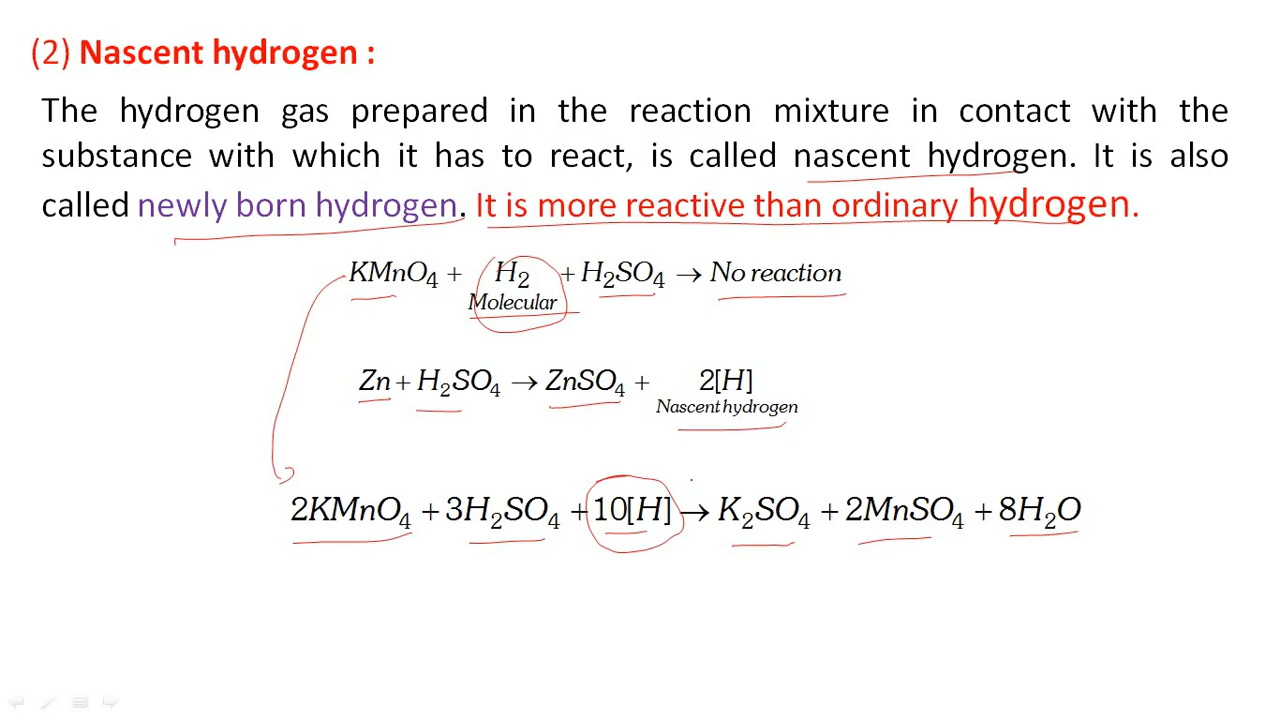 (2) Nascent hydrogen :
The hydrogen gas prepared in the reaction mixture in contact with the
substance with which it has to react, is called nascent hydrogen. It is also
called newly born hydrogen. It is more reactive than ordinary hydrogen.
KMnO₄ + H₂ + H₂SO₄ → No reaction
Molecular
Zn + H₂SO₄ → ZnSO₄ + 2[H]
Nascent hydrogen
2KMnO₄ + 3H₂SO₄ + 10[H] → K₂SO₄ + 2MnSO₄ + 8H₂O